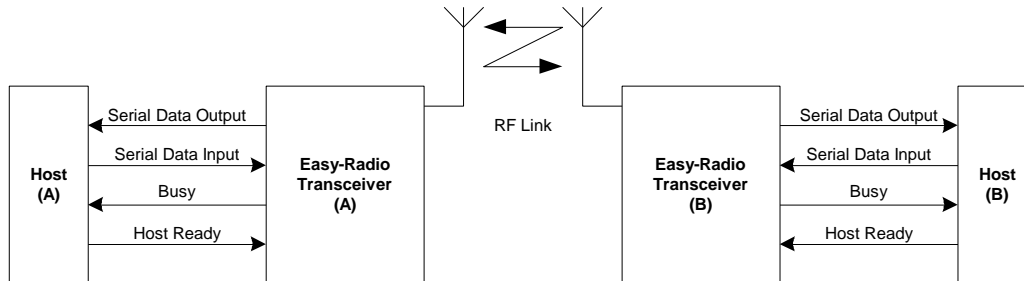 RF Link
Host
(A)
Serial Data Output
Serial Data Input
Busy
Host Ready
Easy-Radio
Transceiver
(A)
Easy-Radio
Transceiver
(B)
Serial Data Output
Serial Data Input
Busy
Host Ready
Host
(B)